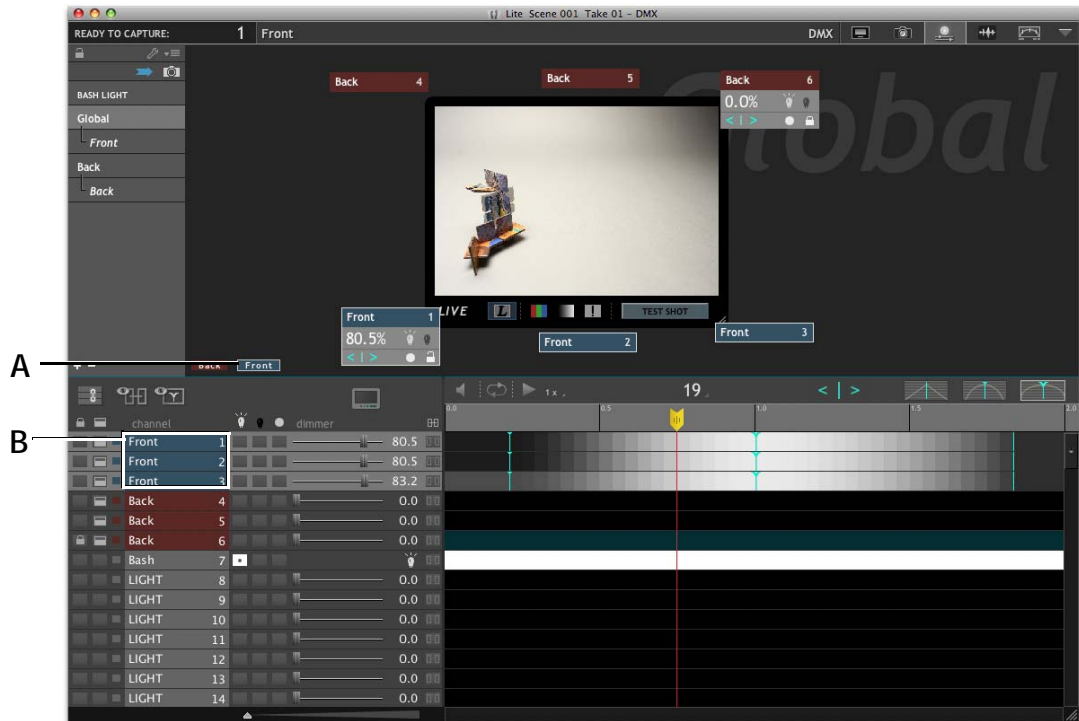 Lite Scene 001 Take 01 – DMX
READY TO CAPTURE: 1 Front DMX
BASH LIGHT
Global
Front
Back
Back
Global
Back 4
Back 5
Back 6
0.0%
< | >
LIVE L ! TEST SHOT
Front 1
80.5%
< | >
Front 2
Front 3
A
+ - Back Front
1x 19 < | >
channel dimmer
0.0 0.5 1.0 1.5 2.0
B
Front 1 80.5
Front 2 80.5
Front 3 83.2
Back 4 0.0
Back 5 0.0
Back 6 0.0
Bash 7
LIGHT 8 0.0
LIGHT 9 0.0
LIGHT 10 0.0
LIGHT 11 0.0
LIGHT 12 0.0
LIGHT 13 0.0
LIGHT 14 0.0